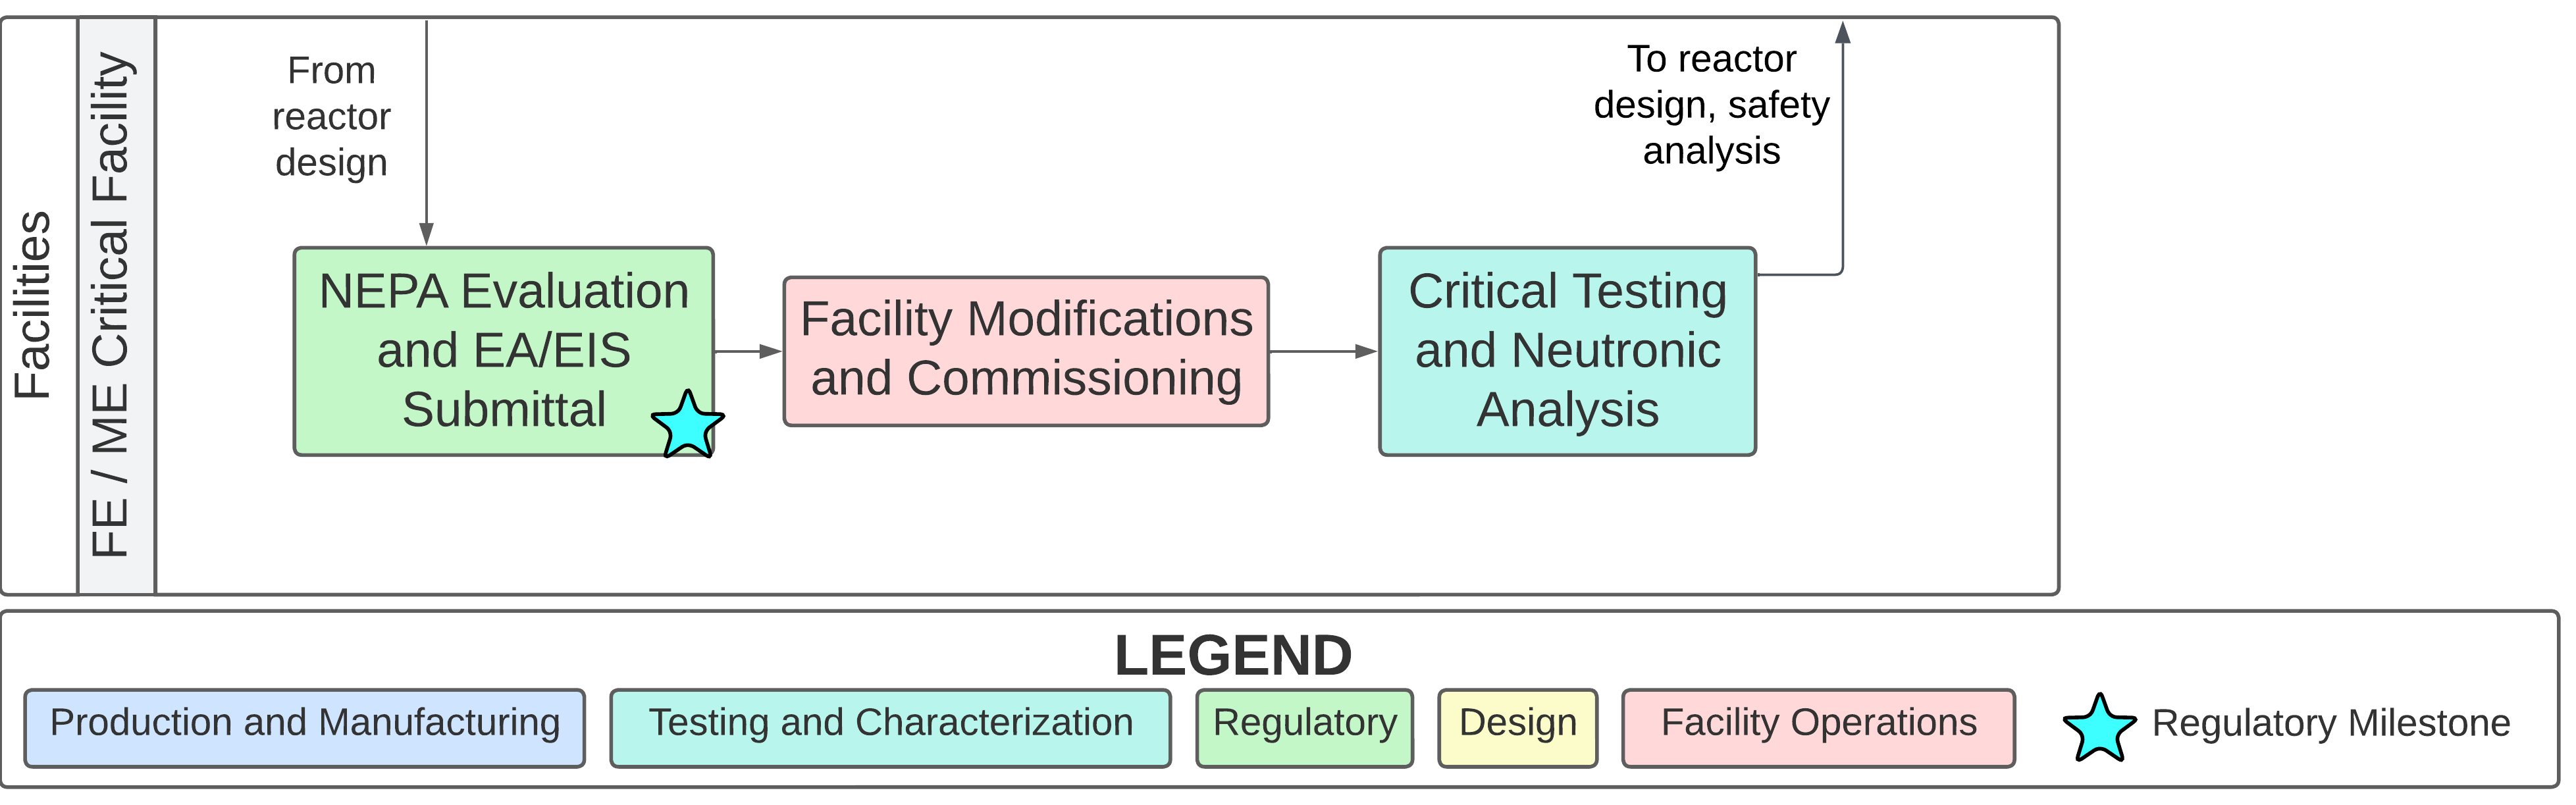 Facilities
FE / ME Critical Facility
From
reactor
design
To reactor
design, safety
analysis
NEPA Evaluation
and EA/EIS
Submittal
Facility Modifications
and Commissioning
Critical Testing
and Neutronic
Analysis
LEGEND
Production and Manufacturing
Testing and Characterization
Regulatory
Design
Facility Operations
Regulatory Milestone